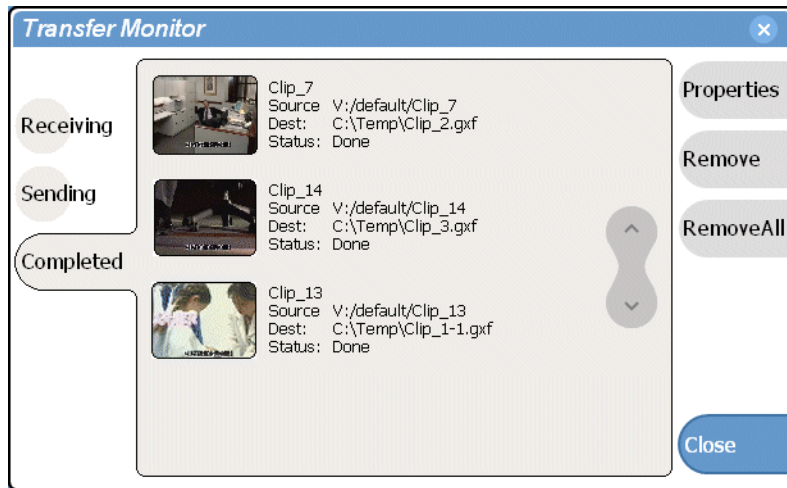 Transfer Monitor
Receiving
Sending
Completed
Clip_7
Source V:/default/Clip_7
Dest: C:\Temp\Clip_2.gxf
Status: Done
Clip_14
Source V:/default/Clip_14
Dest: C:\Temp\Clip_3.gxf
Status: Done
Clip_13
Source V:/default/Clip_13
Dest: C:\Temp\Clip_1-1.gxf
Status: Done
Properties
Remove
RemoveAll
Close